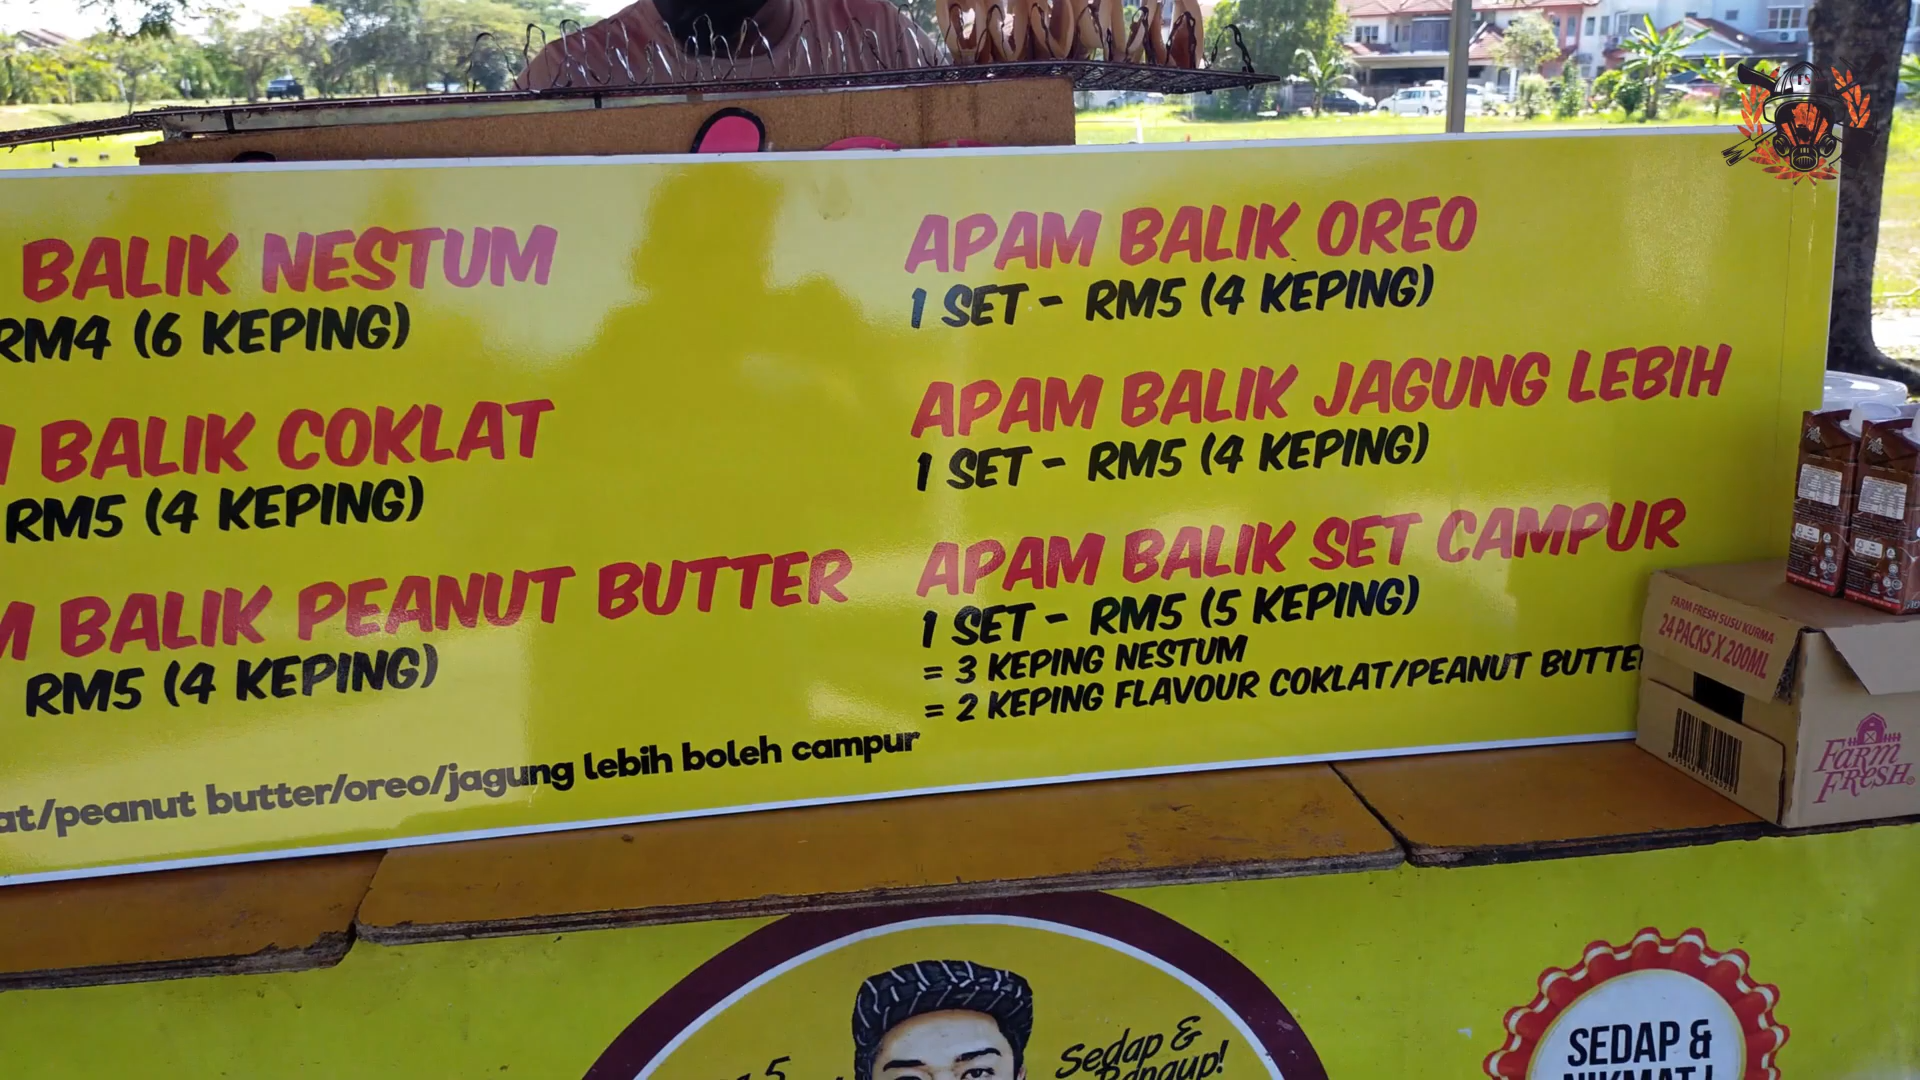 BALIK NESTUM
RM4 (6 KEPING)
BALIK COKLAT
RM5 (4 KEPING)
BALIK PEANUT BUTTER
RM5 (4 KEPING)
at/peanut butter/oreo/jagung lebih boleh campur
APAM BALIK OREO
1 SET - RM5 (4 KEPING)
APAM BALIK JAGUNG LEBIH
1 SET - RM5 (4 KEPING)
APAM BALIK SET CAMPUR
1 SET - RM5 (5 KEPING)
= 3 KEPING NESTUM
= 2 KEPING FLAVOUR COKLAT/PEANUT BUTTE
FARM FRESH SUSU KURMA
24 PACKS X 200ML
FARM
FRESH
Sedap &
Rangup!
SEDAP &
NIKMAT!